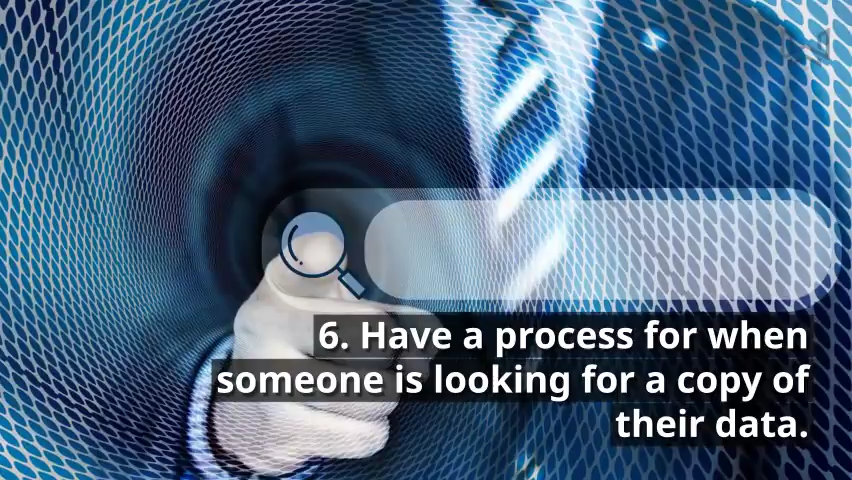 6. Have a process for when
someone is looking for a copy of
their data.